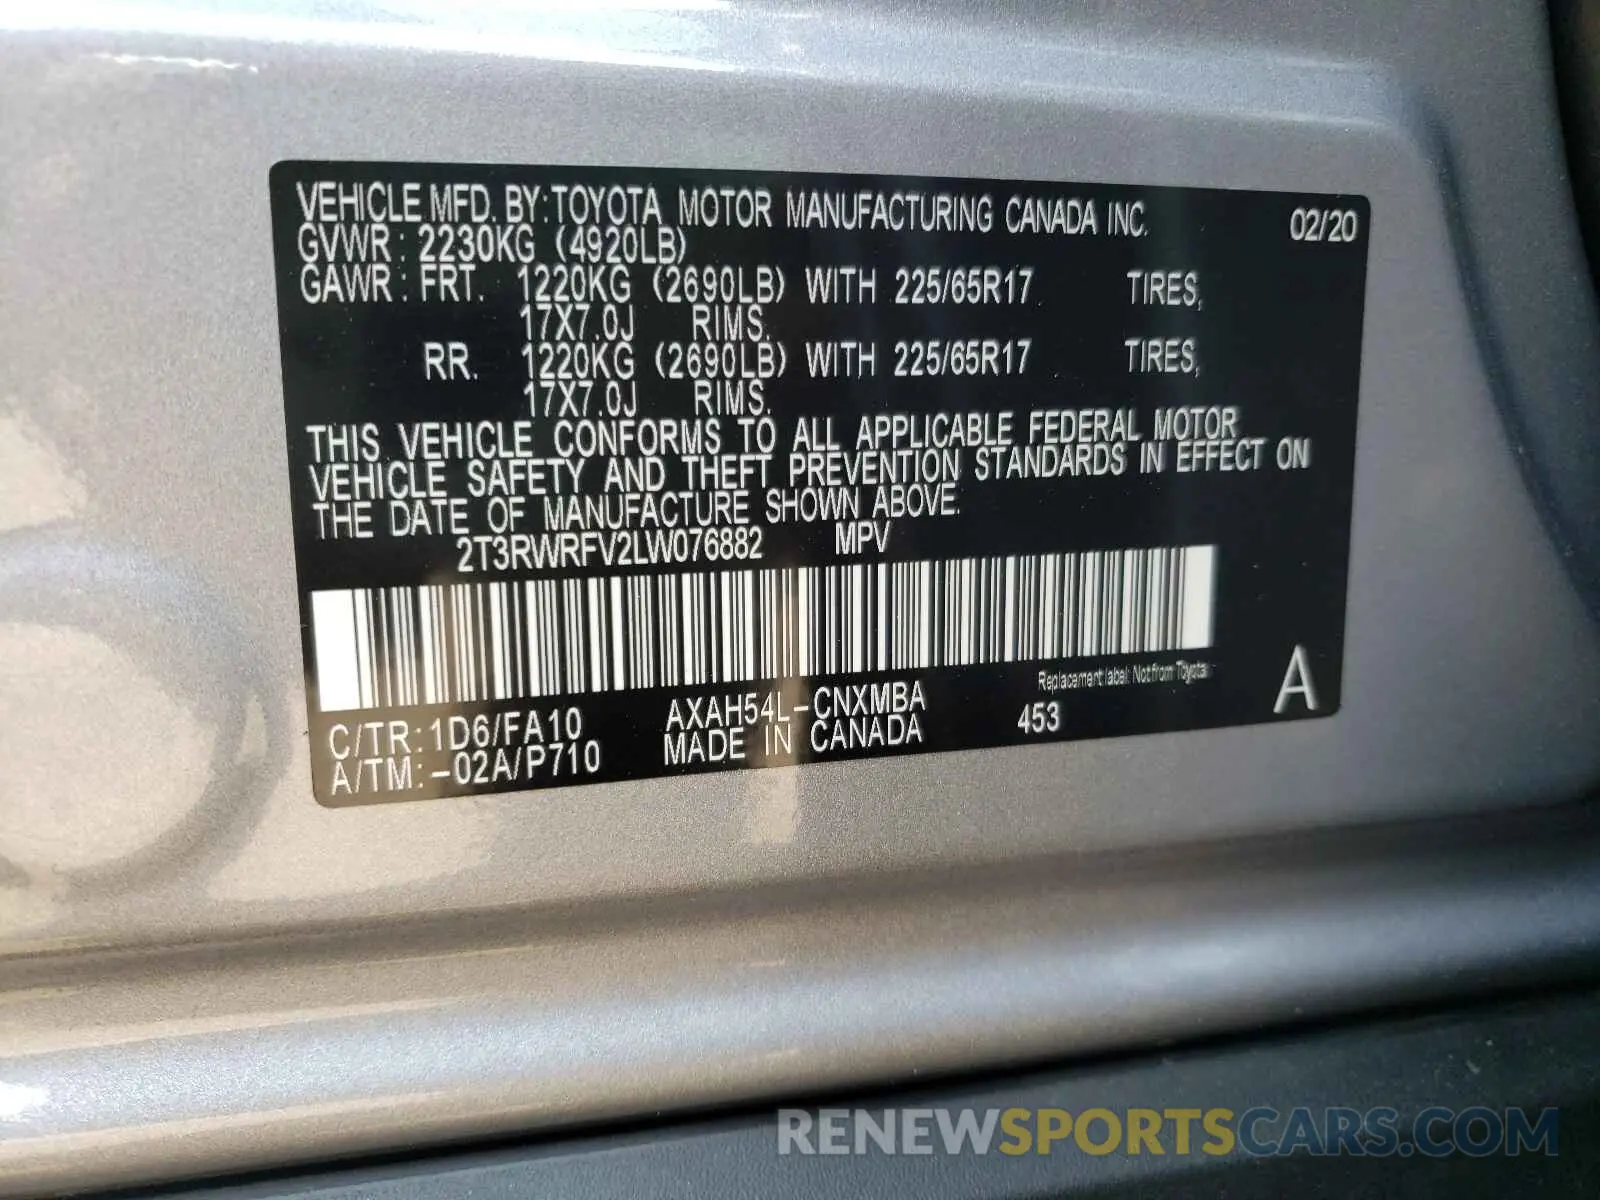 VEHICLE MFD. BY: TOYOTA MOTOR MANUFACTURING CANADA INC. 02/20
GVWR : 2230KG (4920LB)
GAWR : FRT. 1220KG (2690LB) WITH 225/65R17 TIRES,
17X7.0J RIMS.
RR. 1220KG (2690LB) WITH 225/65R17 TIRES,
17X7.0J RIMS.
THIS VEHICLE CONFORMS TO ALL APPLICABLE FEDERAL MOTOR
VEHICLE SAFETY AND THEFT PREVENTION STANDARDS IN EFFECT ON
THE DATE OF MANUFACTURE SHOWN ABOVE.
2T3RWRFV2LW076882 MPV
Replacement label: Not from Toyota
C/TR: 1D6/FA10 AXAH54L-CNXMBA 453 A
A/TM: -02A/P710 MADE IN CANADA
RENEWSPORTSCARS.COM